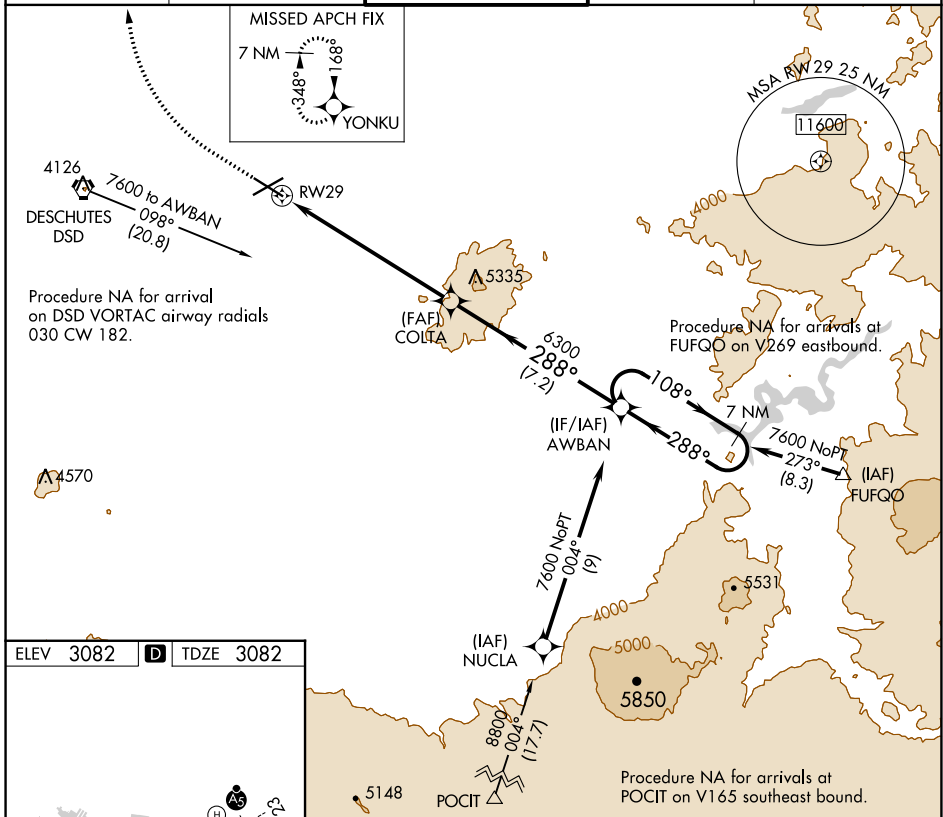 MISSED APCH FIX
7 NM
168°
348°
YONKU
MSA RW 29 25 NM
11600
4126
7600 to AWBAN
098°
(20.8)
DESCHUTES
DSD
RW29
4000
5335
Procedure NA for arrival
on DSD VORTAC airway radials
030 CW 182.
(FAF)
COLTA
6300
288°
(7.2)
Procedure NA for arrivals at
FUFQO on V269 eastbound.
108°
7 NM
(IF/IAF)
AWBAN
288°
7600 NoPT
273°
(8.3)
(IAF)
FUFQO
4570
7600 NoPT
004°
(9)
5531
4000
(IAF)
NUCLA
5000
5850
ELEV 3082 D TDZE 3082
8800
004°
(17.7)
POCIT
5148
Procedure NA for arrivals at
POCIT on V165 southeast bound.
A5
H
23